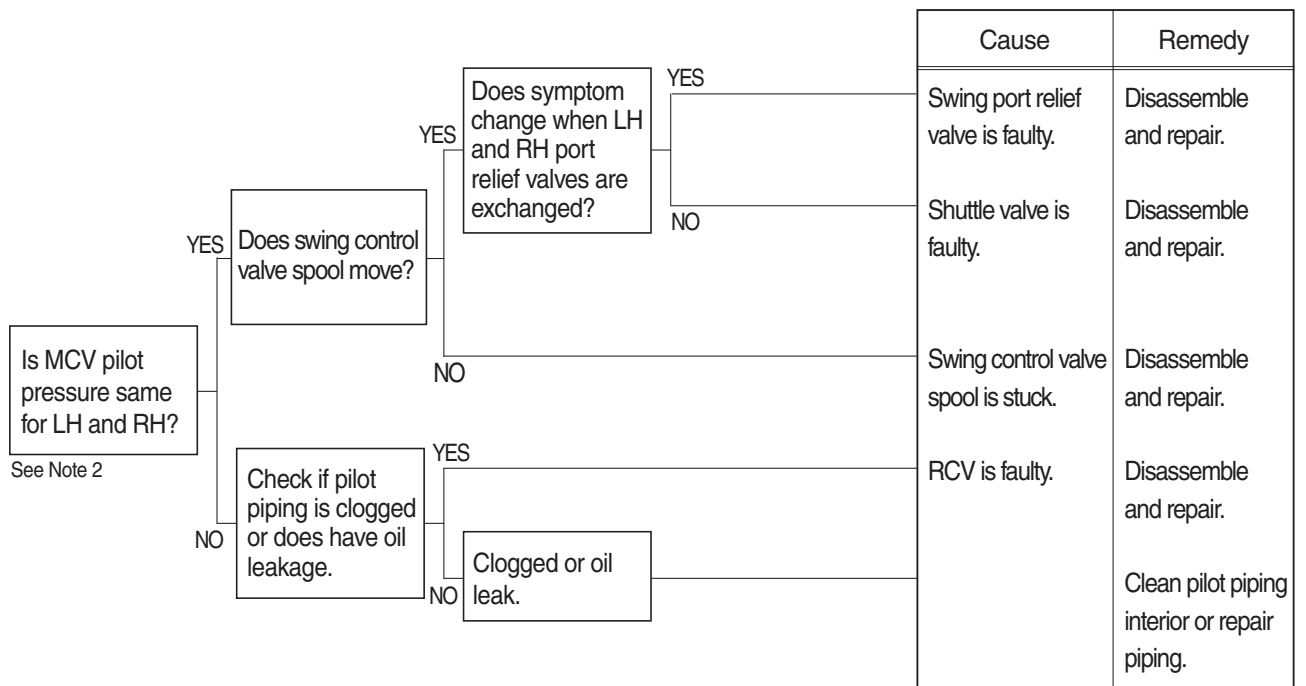 Cause
Remedy
YES
Does symptom
change when LH
and RH port
relief valves are
exchanged?
YES
NO
Swing port relief
valve is faulty.
Disassemble
and repair.
Shuttle valve is
faulty.
Disassemble
and repair.
YES
Does swing control
valve spool move?
NO
Swing control valve
spool is stuck.
Disassemble
and repair.
Is MCV pilot
pressure same
for LH and RH?
See Note 2
NO
Check if pilot
piping is clogged
or does have oil
leakage.
YES
RCV is faulty.
Disassemble
and repair.
NO
Clogged or oil
leak.
Clean pilot piping
interior or repair
piping.